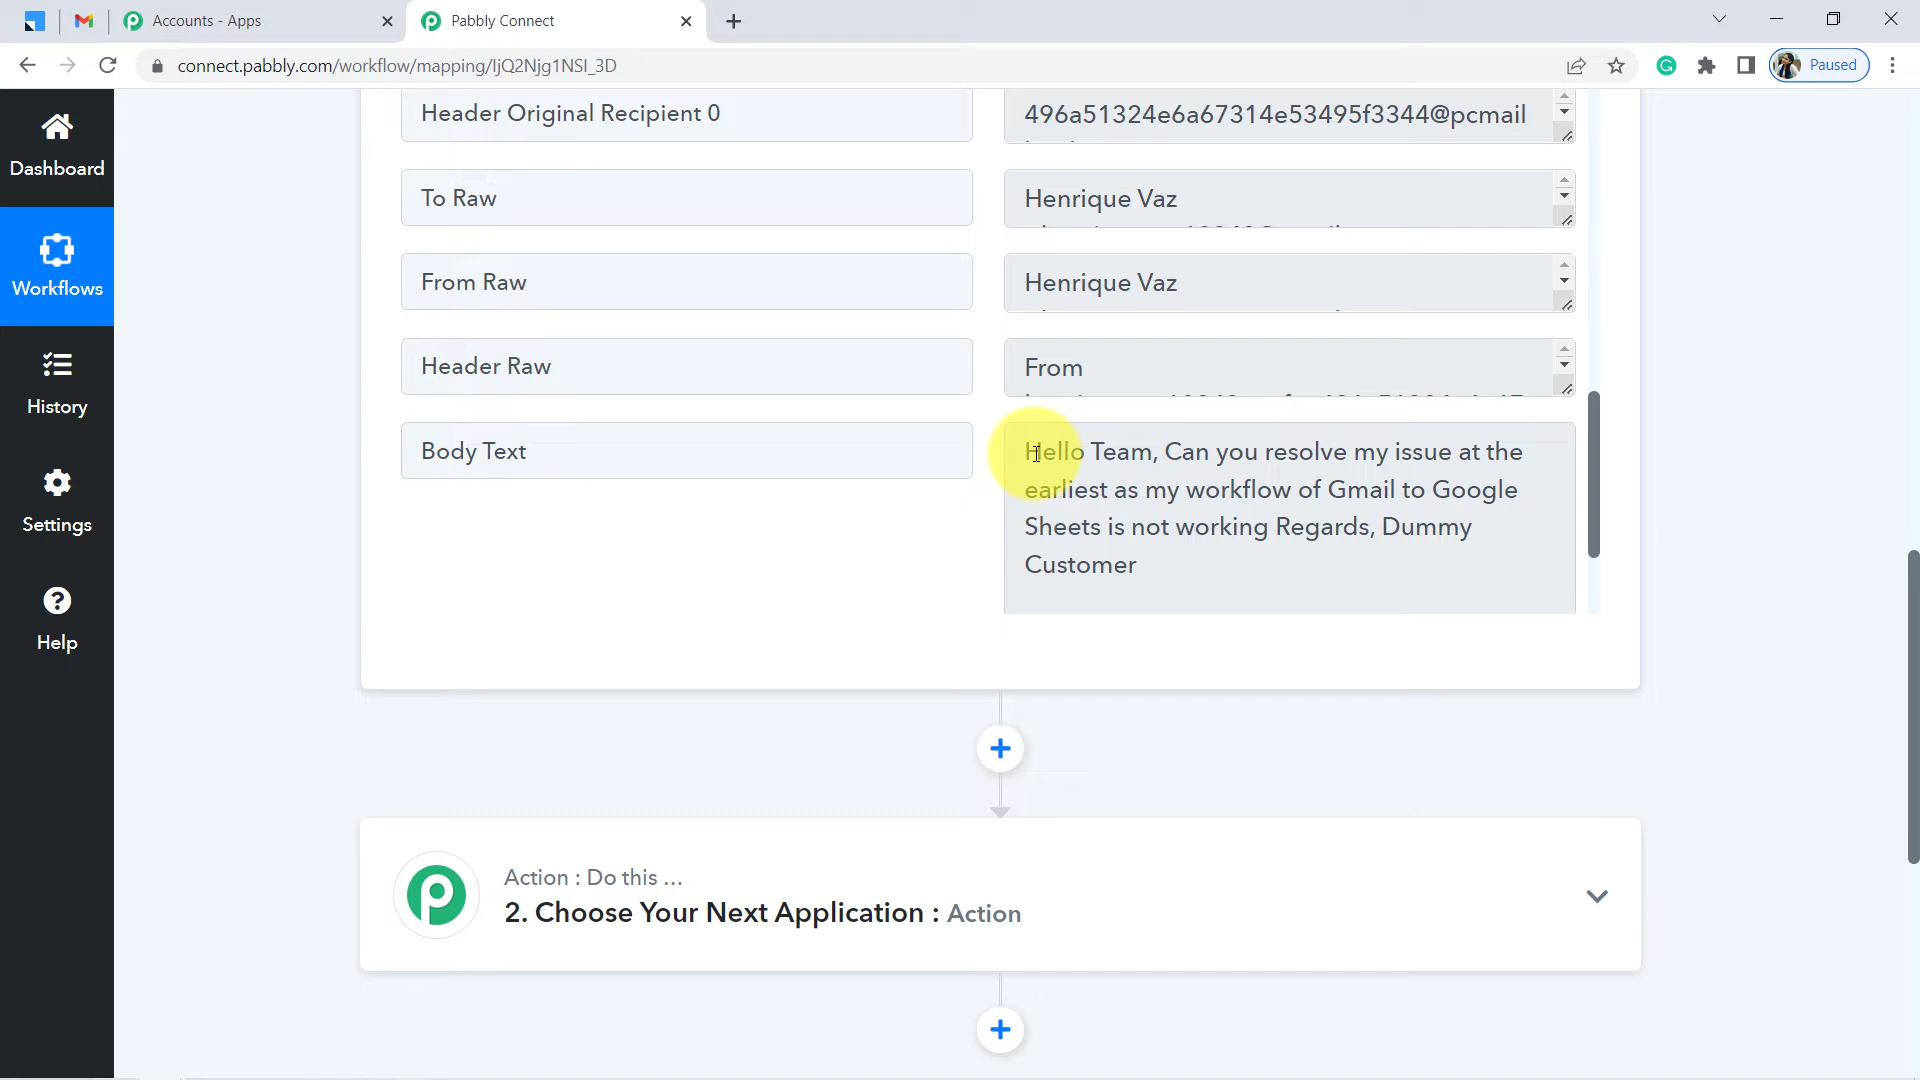 Accounts - Apps
Pabbly Connect
connect.pabbly.com/workflow/mapping/IjQ2Njg1NSI_3D
Paused
Dashboard
Workflows
History
Settings
Help
Header Original Recipient 0
496a51324e6a67314e53495f3344@pcmail
To Raw
Henrique Vaz
From Raw
Henrique Vaz
Header Raw
From
Body Text
Hello Team, Can you resolve my issue at the
earliest as my workflow of Gmail to Google
Sheets is not working Regards, Dummy
Customer
Action : Do this ...
2. Choose Your Next Application : Action